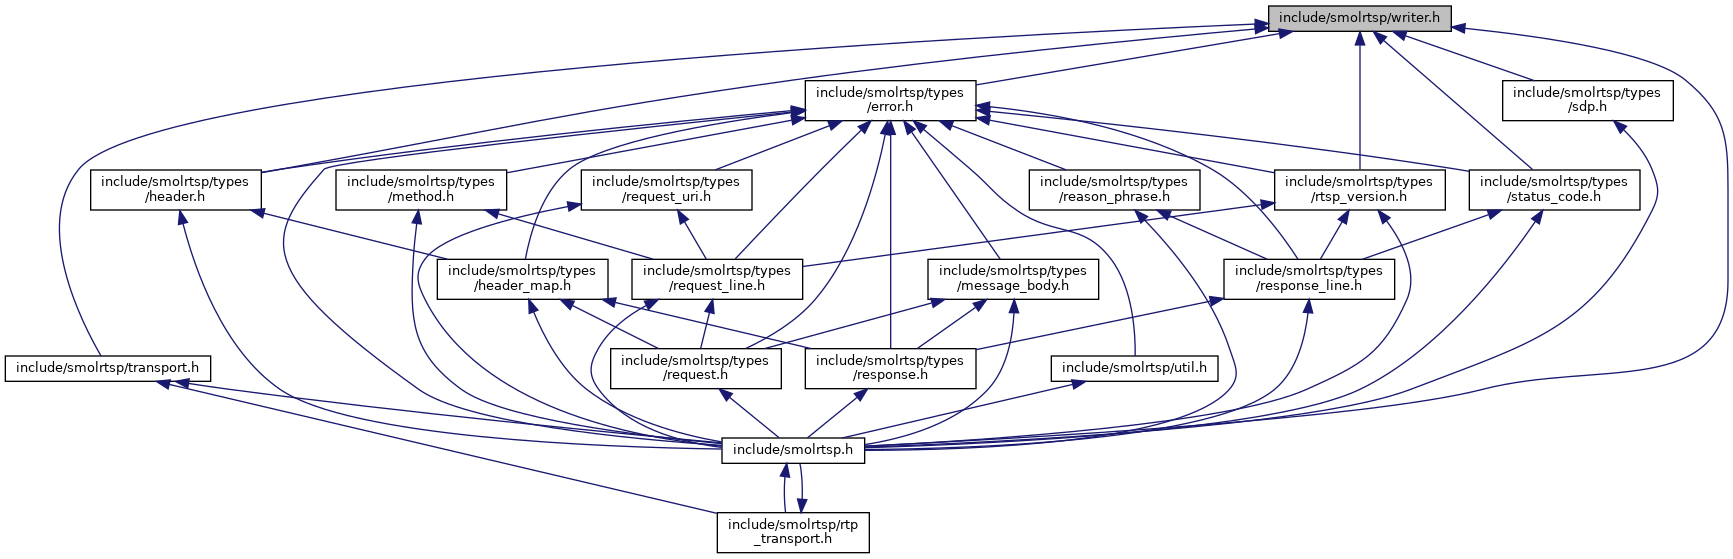 include/smolrtsp/writer.h
include/smolrtsp/types
/error.h
include/smolrtsp/types
/sdp.h
include/smolrtsp/types
/header.h
include/smolrtsp/types
/method.h
include/smolrtsp/types
/request_uri.h
include/smolrtsp/types
/reason_phrase.h
include/smolrtsp/types
/rtsp_version.h
include/smolrtsp/types
/status_code.h
include/smolrtsp/types
/header_map.h
include/smolrtsp/types
/request_line.h
include/smolrtsp/types
/message_body.h
include/smolrtsp/types
/response_line.h
include/smolrtsp/transport.h
include/smolrtsp/types
/request.h
include/smolrtsp/types
/response.h
include/smolrtsp/util.h
include/smolrtsp.h
include/smolrtsp/rtp
_transport.h